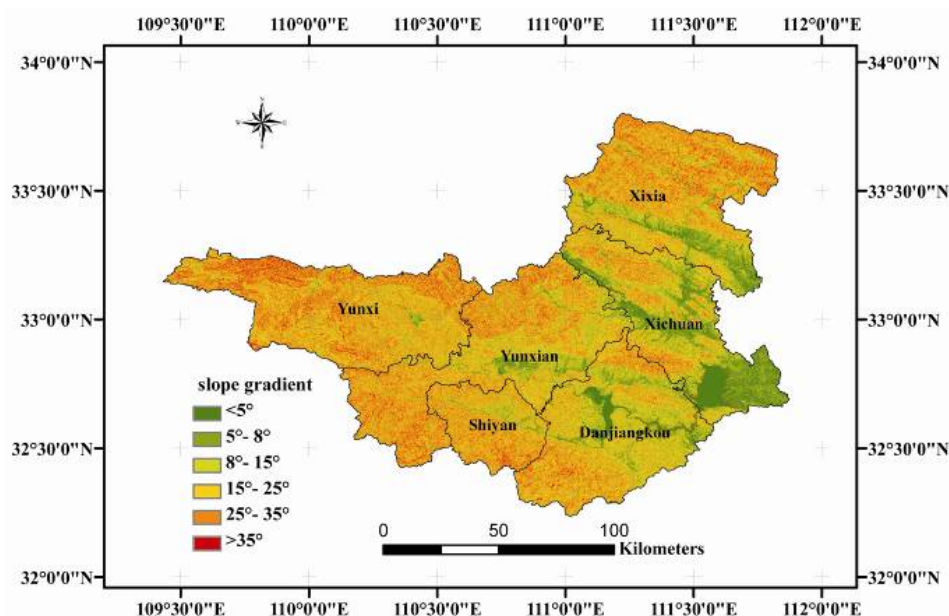 109°30'0"E 110°0'0"E 110°30'0"E 111°0'0"E 111°30'0"E 112°0'0"E
34°0'0"N 34°0'0"N
33°30'0"N 33°30'0"N
Xixia
33°0'0"N 33°0'0"N
Yunxi
Xichuan
Yunxian
slope gradient
<5°
5°- 8°
Shiyan
Danjiangkou
32°30'0"N 32°30'0"N
8°- 15°
15°- 25°
25°- 35°
>35°
0 50 100
Kilometers
32°0'0"N 32°0'0"N
109°30'0"E 110°0'0"E 110°30'0"E 111°0'0"E 111°30'0"E 112°0'0"E